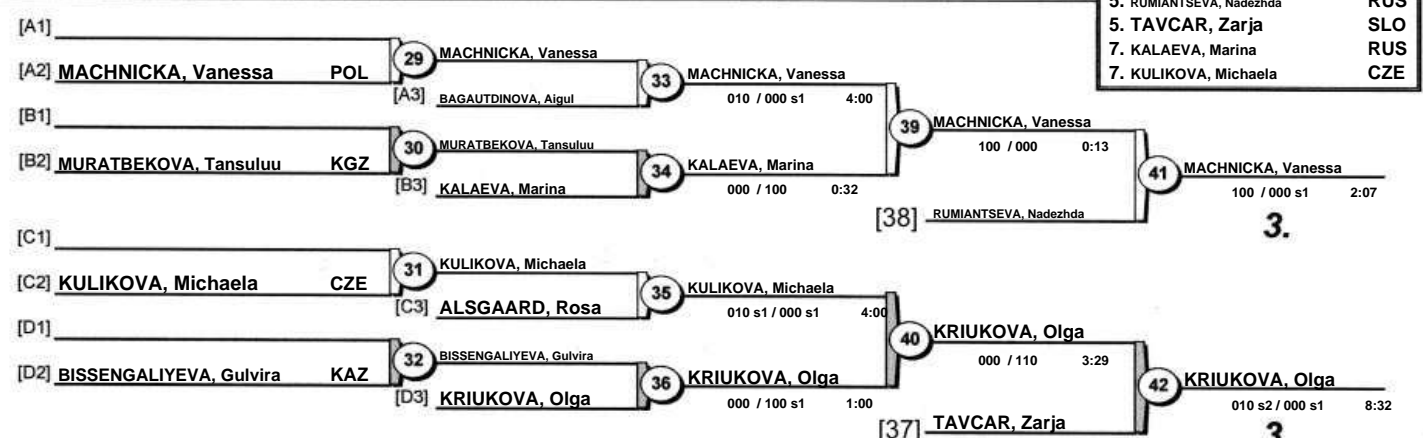 5. RUMIANTSEVA, Nadezhda RUS
5. TAVCAR, Zarja SLO
7. KALAEVA, Marina RUS
7. KULIKOVA, Michaela CZE
[A1]
[A2] MACHNICKA, Vanessa POL
29
MACHNICKA, Vanessa
[A3] BAGAUTDINOVA, Aigul
33
MACHNICKA, Vanessa
010 / 000 s1 4:00
[B1]
[B2] MURATBEKOVA, Tansuluu KGZ
30
MURATBEKOVA, Tansuluu
[B3] KALAEVA, Marina
34
KALAEVA, Marina
000 / 100 0:32
39
MACHNICKA, Vanessa
100 / 000 0:13
[38] RUMIANTSEVA, Nadezhda
41
MACHNICKA, Vanessa
100 / 000 s1 2:07
3.
[C1]
[C2] KULIKOVA, Michaela CZE
31
KULIKOVA, Michaela
[C3] ALSGAARD, Rosa
35
KULIKOVA, Michaela
010 s1 / 000 s1 4:00
[D1]
[D2] BISSENGALIYEVA, Gulvira KAZ
32
BISSENGALIYEVA, Gulvira
[D3] KRIUKOVA, Olga
36
KRIUKOVA, Olga
000 / 100 s1 1:00
40
KRIUKOVA, Olga
000 / 110 3:29
[37] TAVCAR, Zarja
42
KRIUKOVA, Olga
010 s2 / 000 s1 8:32
3.